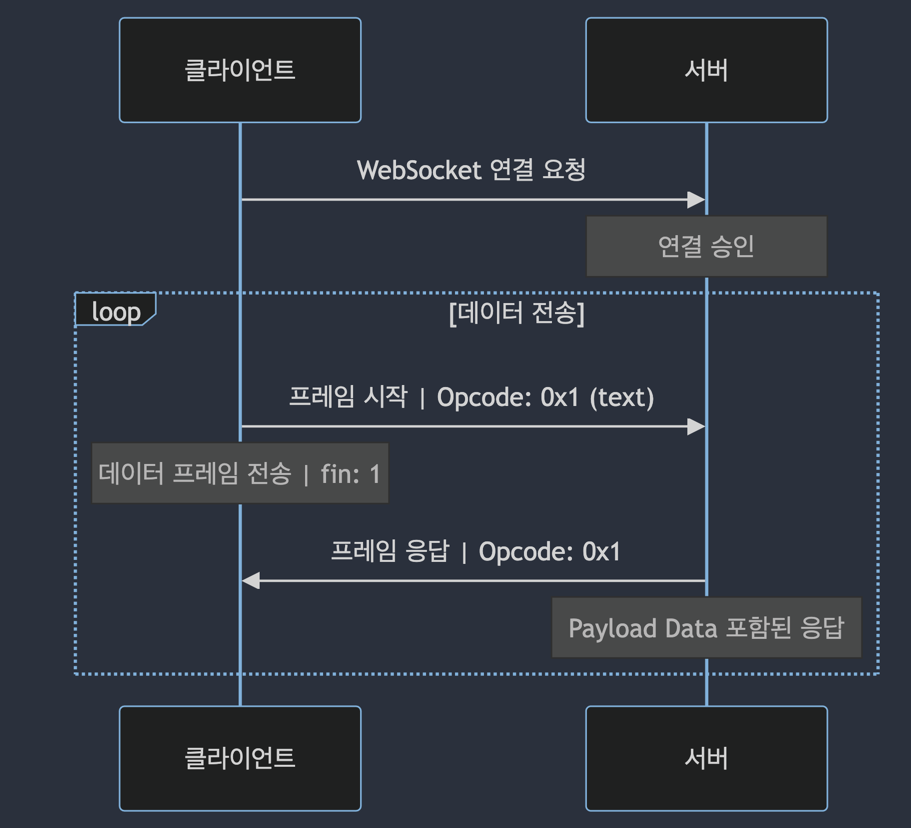 클라이언트
서버
WebSocket 연결 요청
연결 승인
loop
[데이터 전송]
프레임 시작 | Opcode: 0x1 (text)
데이터 프레임 전송 | fin: 1
프레임 응답 | Opcode: 0x1
Payload Data 포함된 응답
클라이언트
서버